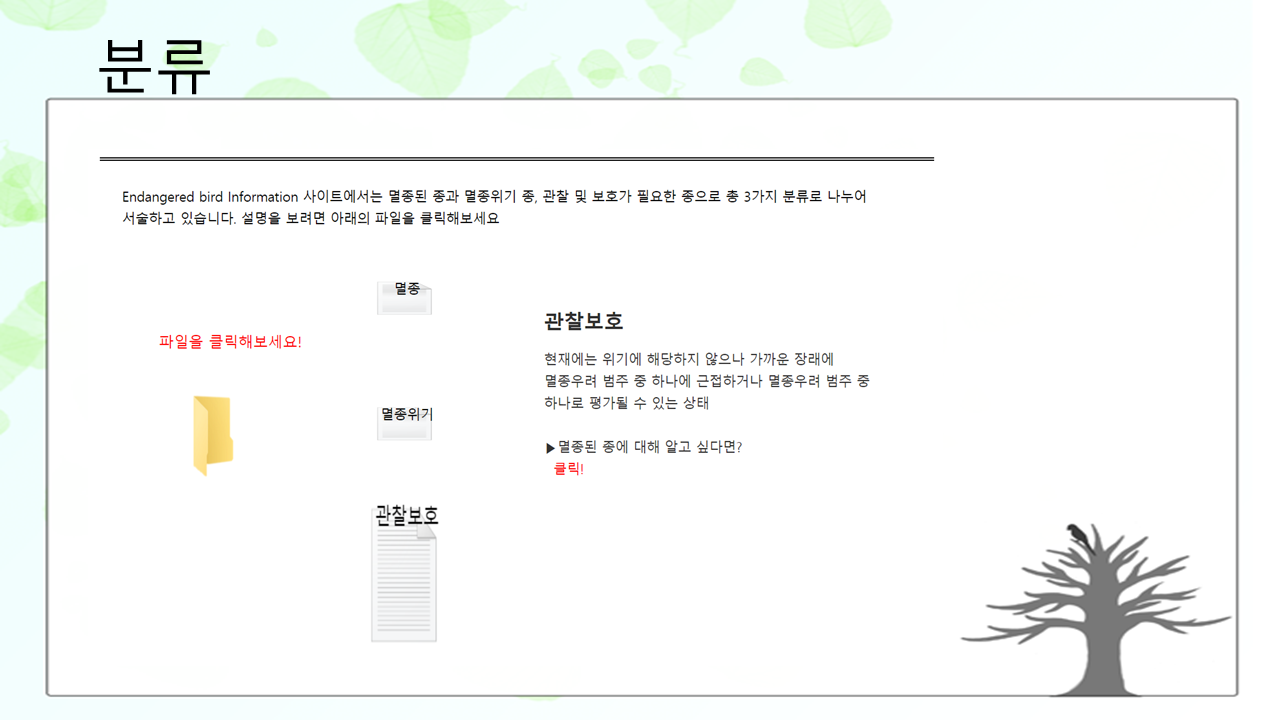 분류
Endangered bird Information 사이트에서는 멸종된 종과 멸종위기 종, 관찰 및 보호가 필요한 종으로 총 3가지 분류로 나누어
서술하고 있습니다. 설명을 보려면 아래의 파일을 클릭해보세요
멸종
파일을 클릭해보세요!
멸종위기
관찰보호
관찰보호
현재에는 위기에 해당하지 않으나 가까운 장래에
멸종우려 범주 중 하나에 근접하거나 멸종우려 범주 중
하나로 평가될 수 있는 상태
▶멸종된 종에 대해 알고 싶다면?
클릭!